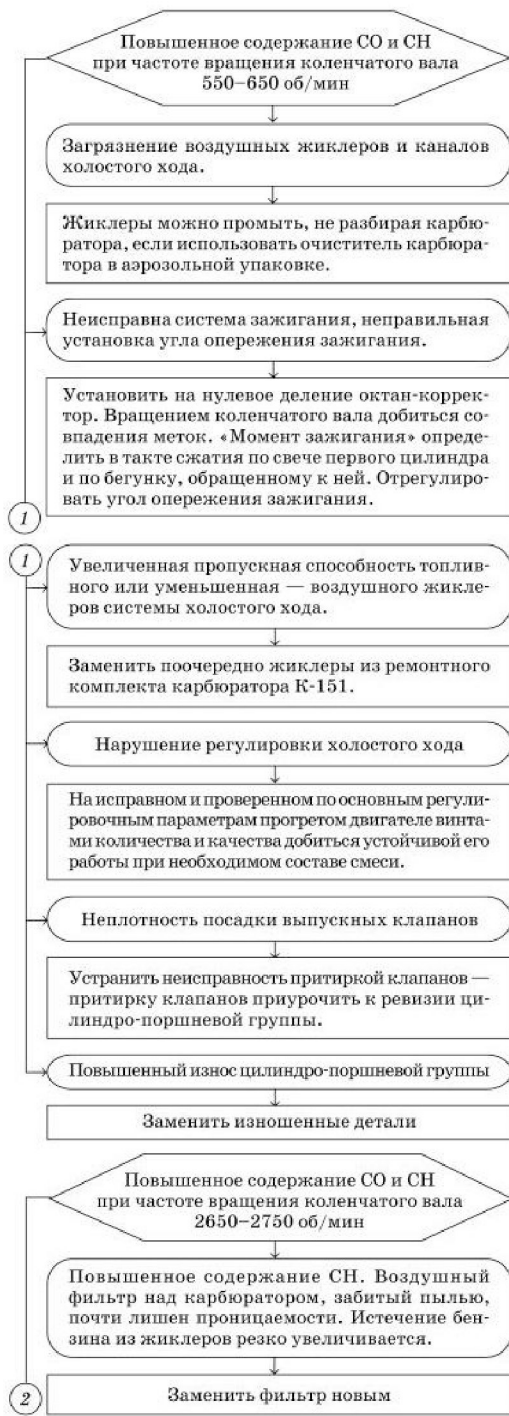 Повышенное содержание СО и СН
при частоте вращения коленчатого вала
550–650 об/мин
Загрязнение воздушных жиклеров и каналов
холостого хода.
Жиклеры можно промыть, не разбирая карбю-
ратора, если использовать очиститель карбюра-
тора в аэрозольной упаковке.
Неисправна система зажигания, неправильная
установка угла опережения зажигания.
Установить на нулевое деление октан-коррек-
тор. Вращением коленчатого вала добиться со-
впадения меток. «Момент зажигания» опреде-
лить в такте сжатия по свече первого цилиндра
и по бегунку, обращенному к ней. Отрегулиро-
вать угол опережения зажигания.
1
1
Увеличенная пропускная способность топлив-
ного или уменьшенная — воздушного жикле-
ров системы холостого хода.
Заменить поочередно жиклеры из ремонтного
комплекта карбюратора К-151.
Нарушение регулировки холостого хода
На исправном и проверенном по основным регули-
ровочным параметрам прогретом двигателе винта-
ми количества и качества добиться устойчивой его
работы при необходимом составе смеси.
Неплотность посадки выпускных клапанов
Устранить неисправность притиркой клапанов —
притирку клапанов приурочить к ревизии ци-
линдро-поршневой группы.
Повышенный износ цилиндро-поршневой группы
Заменить изношенные детали
Повышенное содержание СО и СН
при частоте вращения коленчатого вала
2650–2750 об/мин
Повышенное содержание СН. Воздушный
фильтр над карбюратором, забитый пылью,
почти лишен проницаемости. Истечение бен-
зина из жиклеров резко увеличивается.
2
Заменить фильтр новым